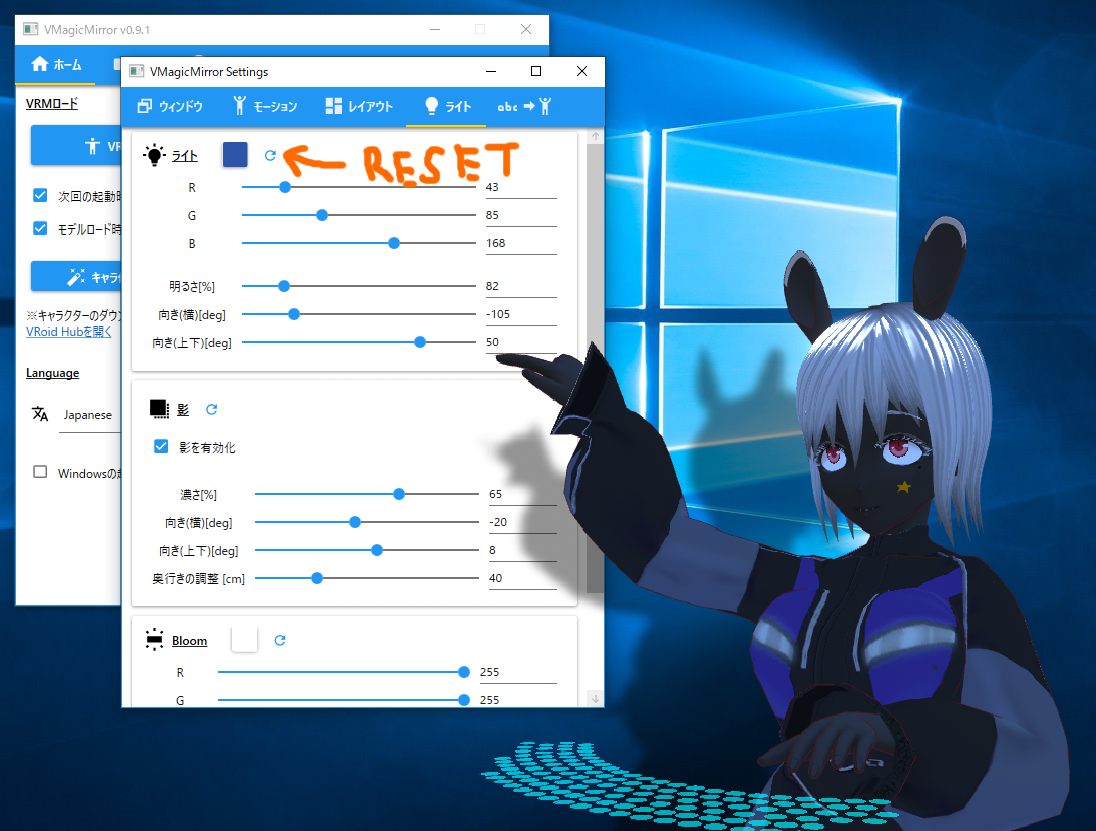 VMagicMirror v0.9.1
ホーム
VRMロード
VR
次回の起動
モデルロード時
キャラ
※キャラクターのダウ
VRoid Hubを開く
Language
Japanese
Windowsの
VMagicMirror Settings
ウィンドウ モーション レイアウト ライト abc
ライト
RESET
R 43
G 85
B 168
明るさ[%] 82
向き(横)[deg] -105
向き(上下)[deg] 50
影
影を有効化
濃さ[%] 65
向き(横)[deg] -20
向き(上下)[deg] 8
奥行きの調整 [cm] 40
Bloom
R 255
G 255